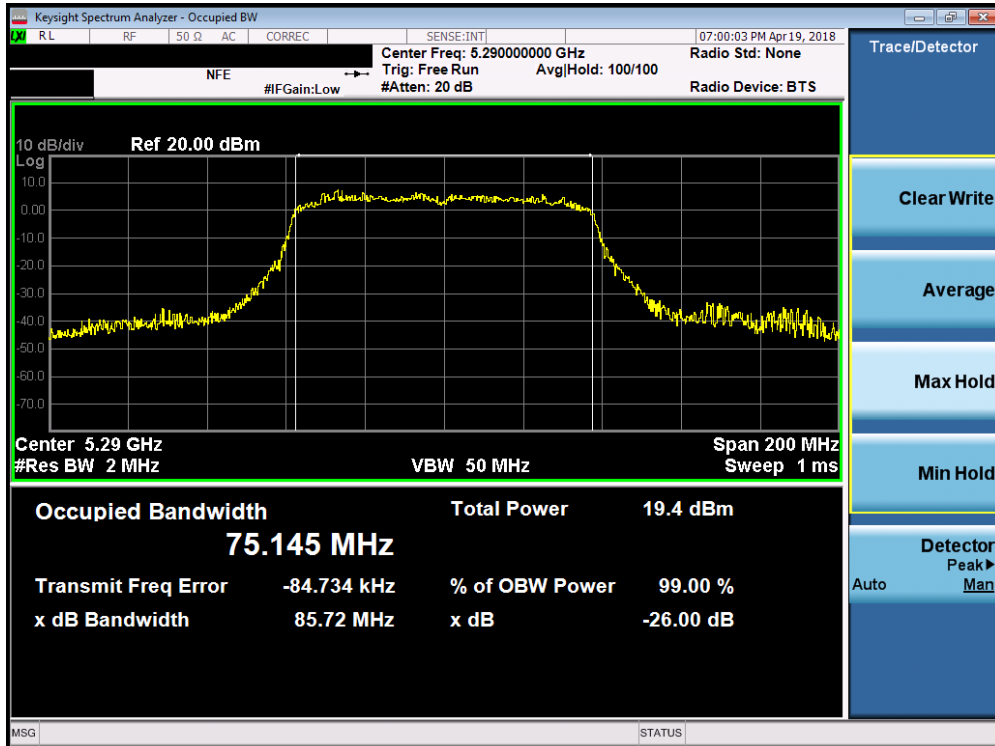 Keysight Spectrum Analyzer - Occupied BW
LXI RL RF 50 Ω AC CORREC SENSE:INT 07:00:03 PM Apr 19, 2018
Center Freq: 5.290000000 GHz Radio Std: None
NFE Trig: Free Run Avg|Hold: 100/100
#IFGain:Low #Atten: 20 dB Radio Device: BTS
Trace/Detector
10 dB/div Ref 20.00 dBm
Log
10.0
0.00
-10.0
-20.0
-30.0
-40.0
-50.0
-60.0
-70.0
Center 5.29 GHz Span 200 MHz
#Res BW 2 MHz VBW 50 MHz Sweep 1 ms
Occupied Bandwidth Total Power 19.4 dBm
75.145 MHz
Transmit Freq Error -84.734 kHz % of OBW Power 99.00 %
x dB Bandwidth 85.72 MHz x dB -26.00 dB
Clear Write
Average
Max Hold
Min Hold
Detector
Peak▶
Auto Man
MSG STATUS